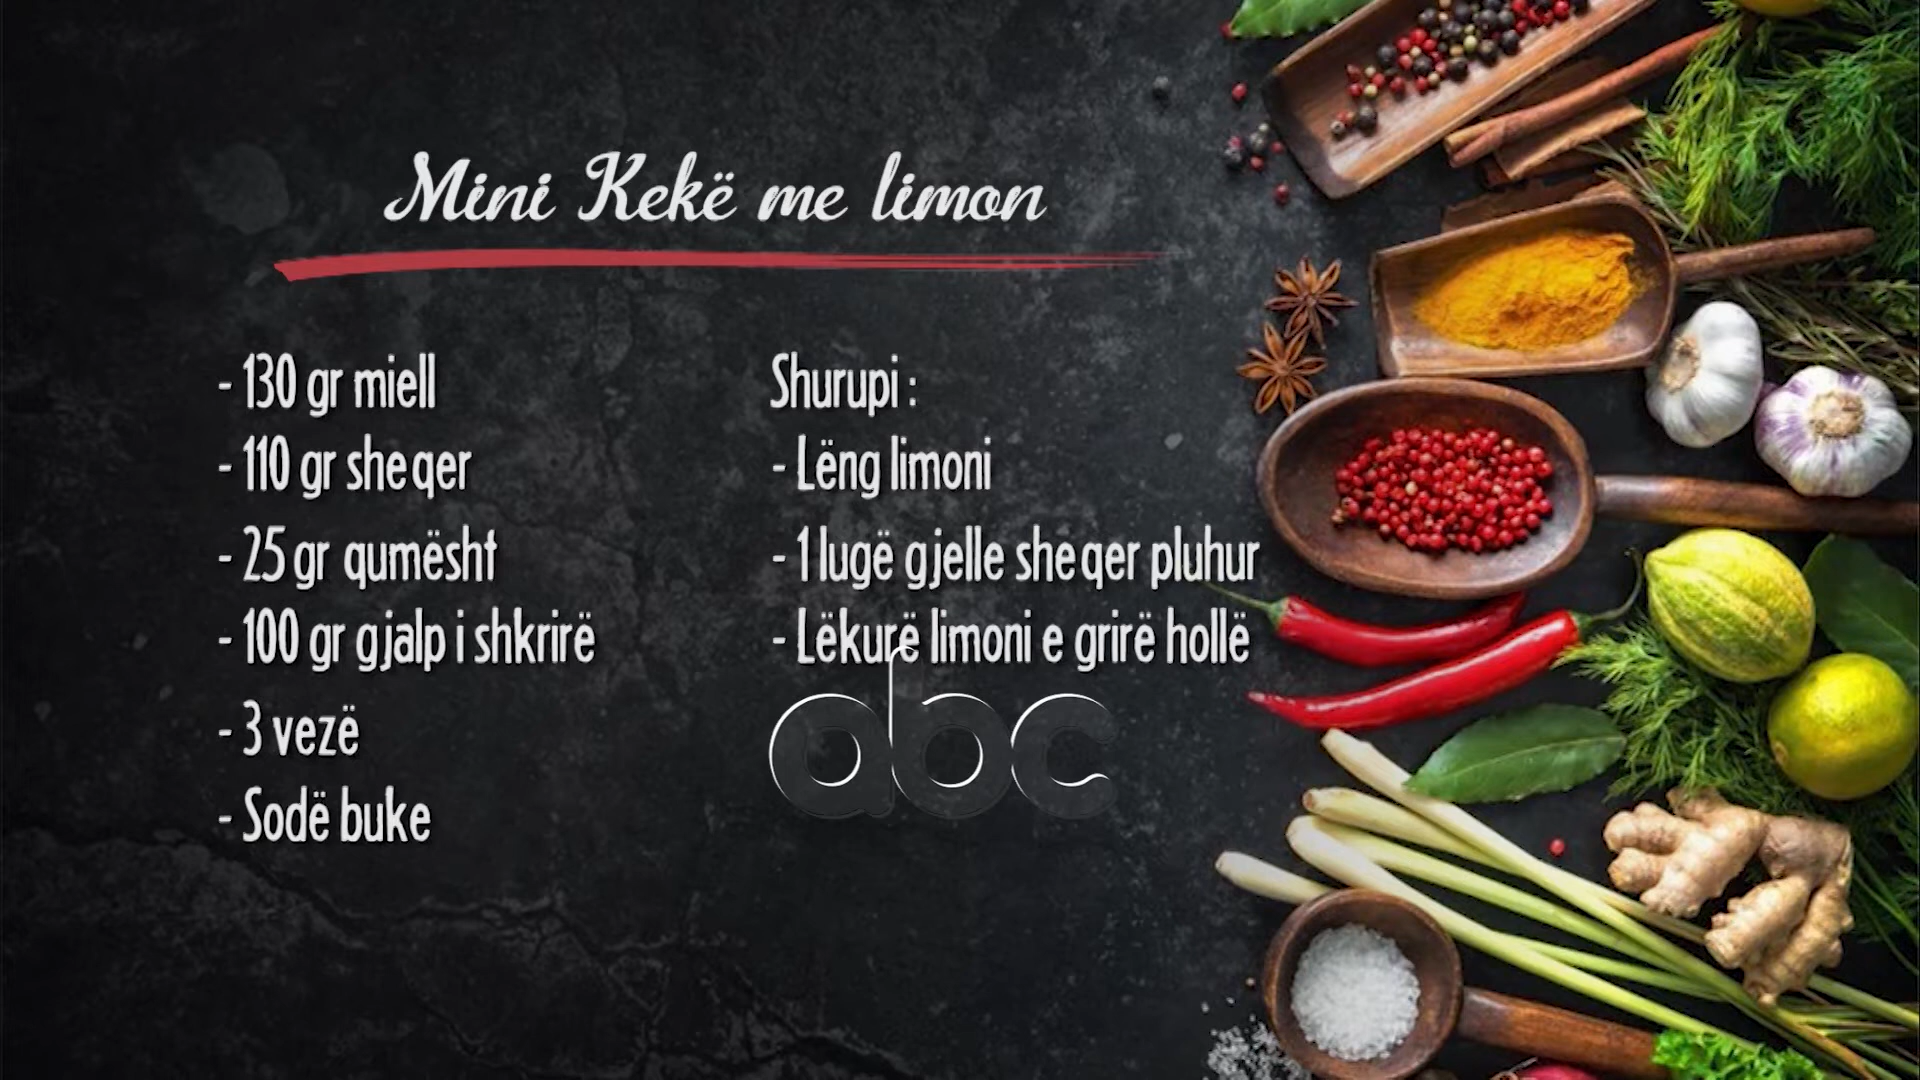 Mini Kekë me limon
- 130 gr miell
- 110 gr sheqer
- 25 gr qumësht
- 100 gr gjalp i shkrirë
- 3 vezë
- Sodë buke
Shurupi :
- Lëng limoni
- 1 lugë gjelle sheqer pluhur
- Lëkurë limoni e grirë hollë
abc